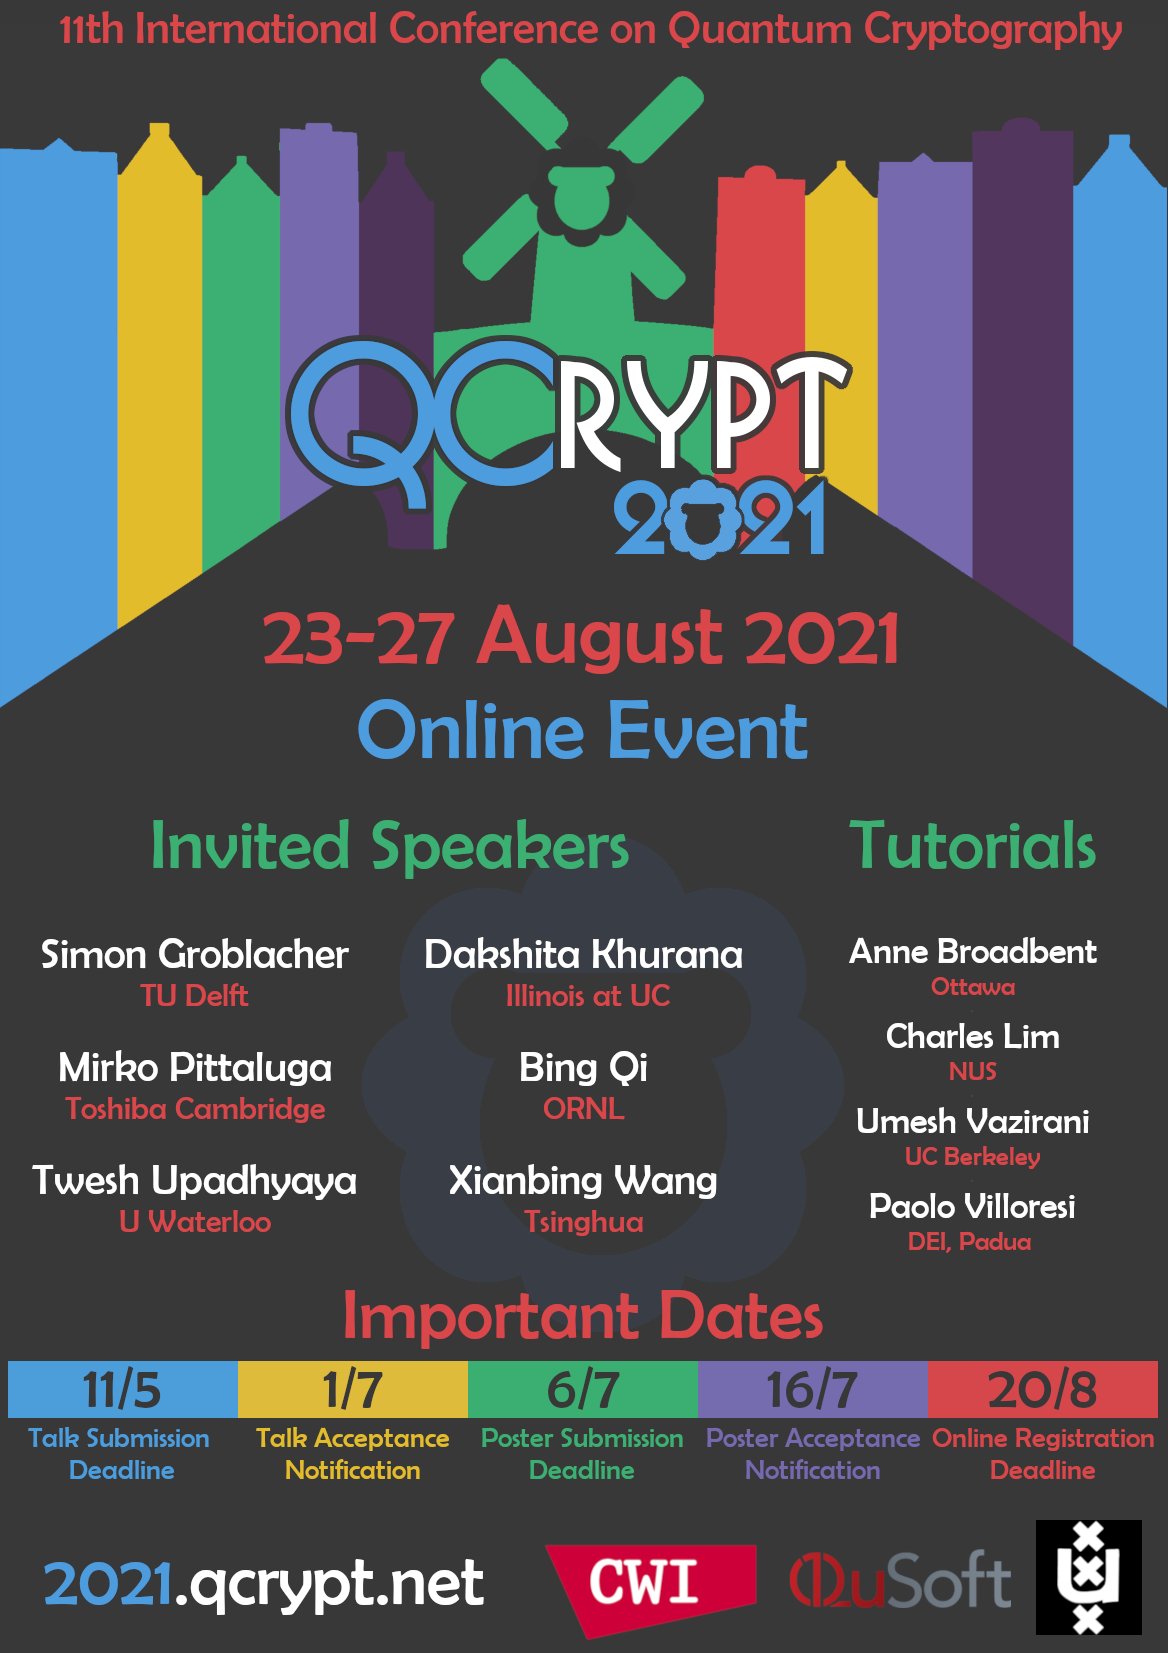 11th International Conference on Quantum Cryptography
QCRYPT
2021
23-27 August 2021
Online Event
Invited Speakers
Simon Groblacher
TU Delft
Mirko Pittaluga
Toshiba Cambridge
Twesh Upadhyaya
U Waterloo
Dakshita Khurana
Illinois at UC
Bing Qi
ORNL
Xianbing Wang
Tsinghua
Tutorials
Anne Broadbent
Ottawa
Charles Lim
NUS
Umesh Vazirani
UC Berkeley
Paolo Villoresi
DEI, Padua
Important Dates
11/5
Talk Submission
Deadline
1/7
Talk Acceptance
Notification
6/7
Poster Submission
Deadline
16/7
Poster Acceptance
Notification
20/8
Online Registration
Deadline
2021.qcrypt.net
CWI
QuSoft
U